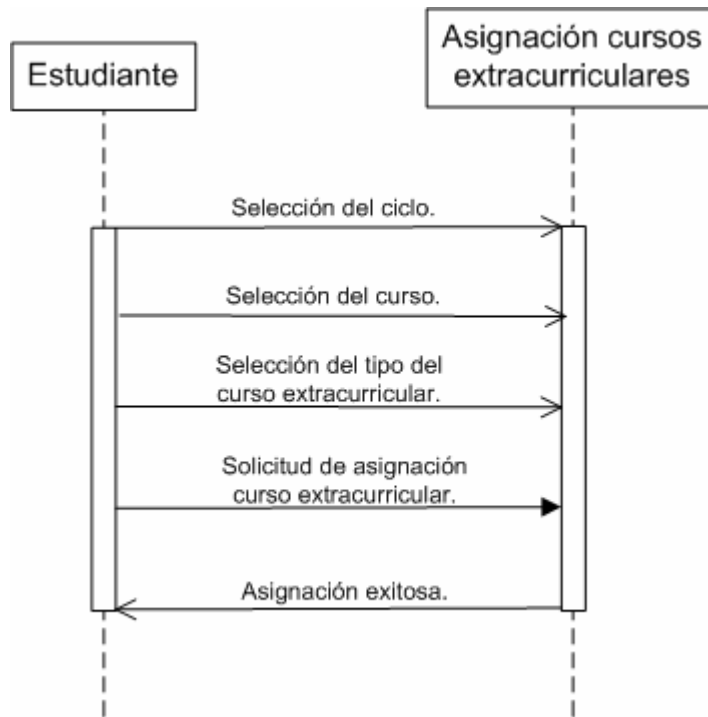 Estudiante
Asignación cursos
extracurriculares
Selección del ciclo.
Selección del curso.
Selección del tipo del
curso extracurricular.
Solicitud de asignación
curso extracurricular.
Asignación exitosa.